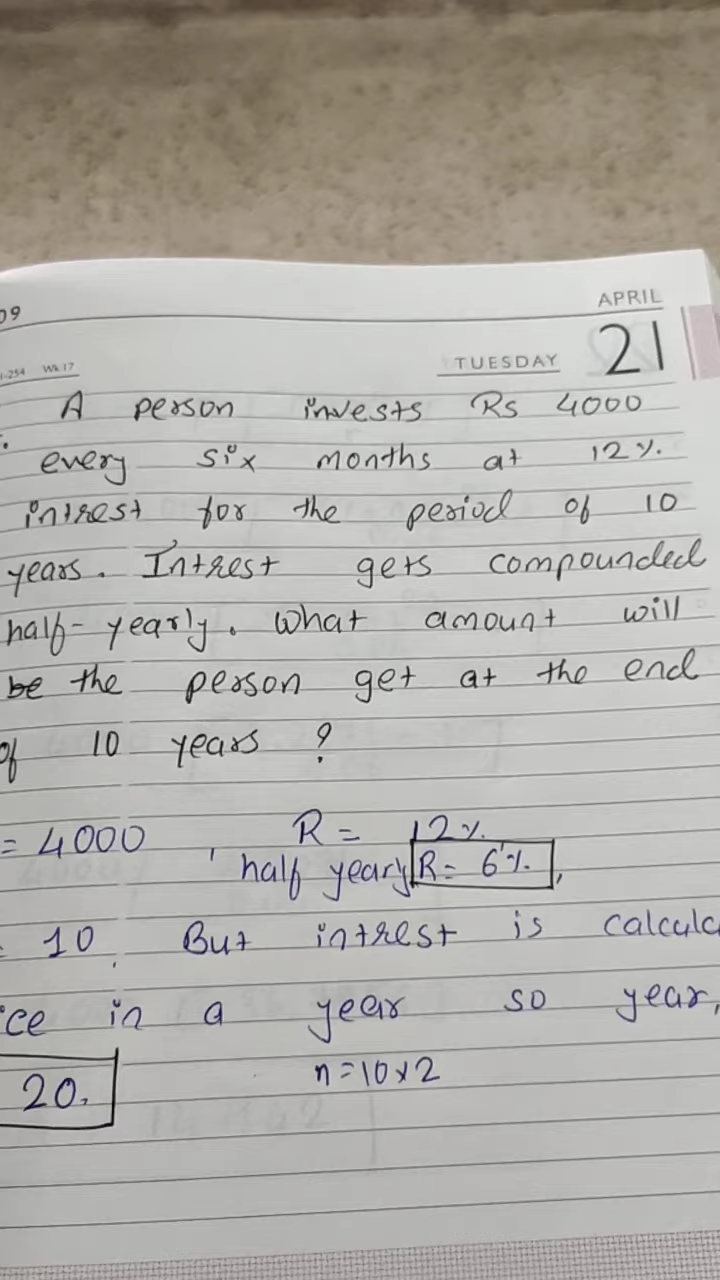 09
APRIL
-254 Wk 17
TUESDAY 21
A person invests Rs 4000
every six months at 12%
intrest for the period of 10
years. Intrest gets compounded
half-yearly. What amount will
be the person get at the end
of 10 years ?
= 4000 , R = 12%
half yearly R = 6%,
= 10 But intrest is calcula
ce in a year so year,
20. n = 10 x 2